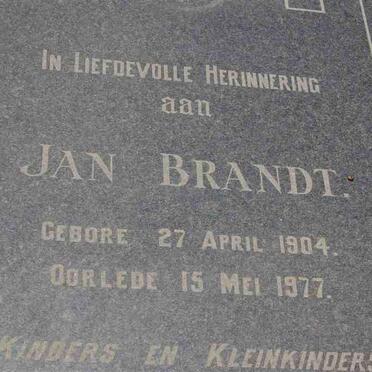 In Liefdevolle Herinnering
aan
Jan Brandt.
Gebore 27 April 1904.
Oorlede 15 Mei 1977.
Kinders en Kleinkinders